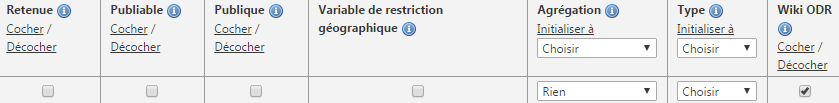 Retenue
Cocher /
Décocher
Publiable
Cocher /
Décocher
Publique
Cocher /
Décocher
Variable de restriction
géographique
Agrégation
Initialiser à
Choisir
Type
Initialiser à
Choisir
Wiki ODR
Cocher /
Décocher
Rien
Choisir